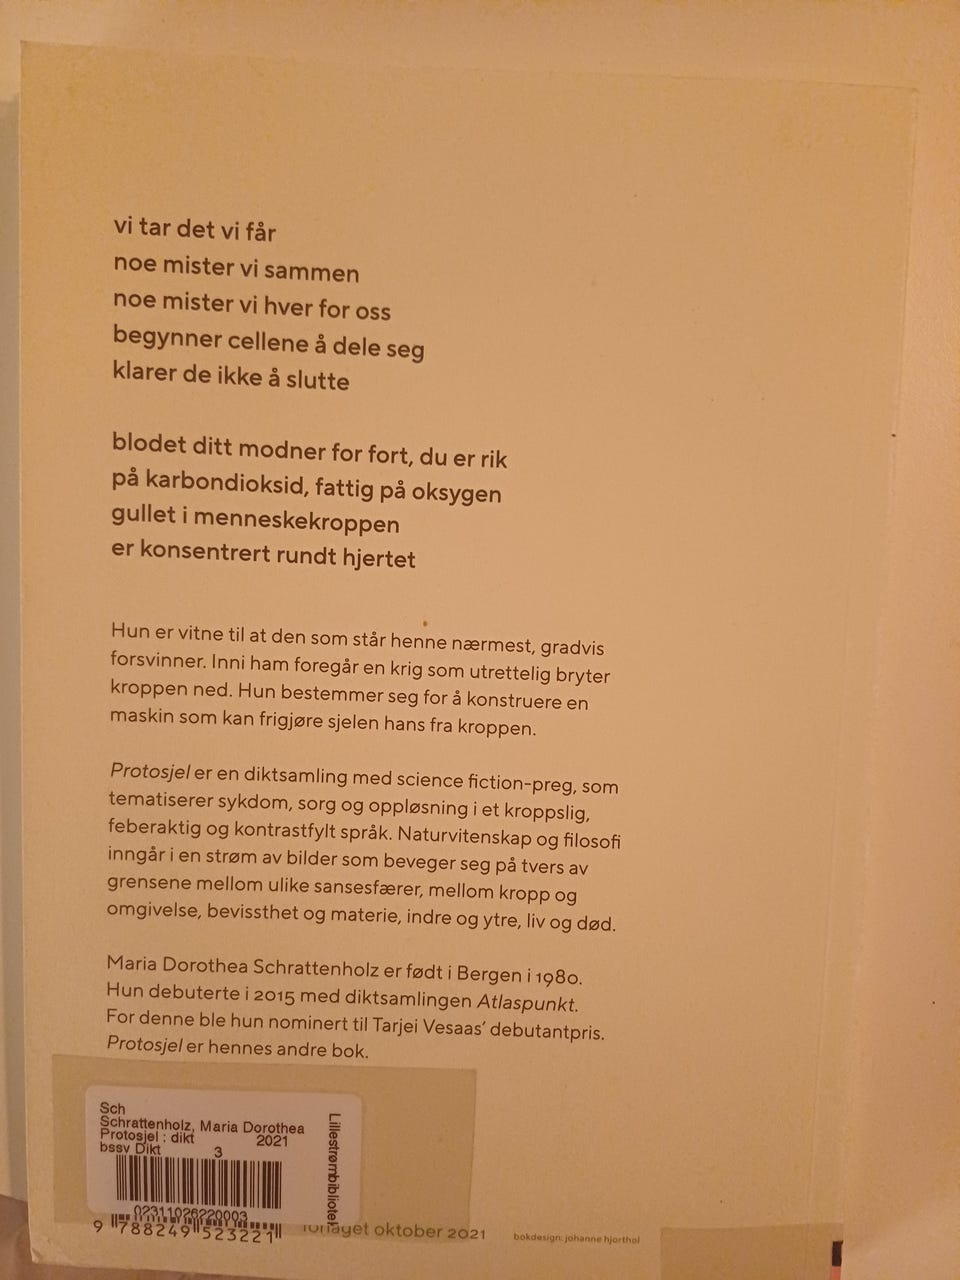 vi tar det vi får
noe mister vi sammen
noe mister vi hver for oss
begynner cellene å dele seg
klarer de ikke å slutte
blodet ditt modner for fort, du er rik
på karbondioksid, fattig på oksygen
gullet i menneskekroppen
er konsentrert rundt hjertet
Hun er vitne til at den som står henne nærmest, gradvis
forsvinner. Inni ham foregår en krig som utrettelig bryter
kroppen ned. Hun bestemmer seg for å konstruere en
maskin som kan frigjøre sjelen hans fra kroppen.
Protosjel er en diktsamling med science fiction-preg, som
tematiserer sykdom, sorg og oppløsning i et kroppslig,
feberaktig og kontrastfylt språk. Naturvitenskap og filosofi
inngår i en strøm av bilder som beveger seg på tvers av
grensene mellom ulike sansesfærer, mellom kropp og
omgivelse, bevissthet og materie, indre og ytre, liv og død.
Maria Dorothea Schrattenholz er født i Bergen i 1980.
Hun debuterte i 2015 med diktsamlingen Atlaspunkt.
For denne ble hun nominert til Tarjei Vesaas' debutantpris.
Protosjel er hennes andre bok.
Sch
Schrattenholz, Maria Dorothea
Protosjel : dikt 2021
bssv Dikt 3
02311026220003
Lillestrømbibliotek
9 788249 523221
forlaget oktober 2021
bokdesign: johanne hjorthol